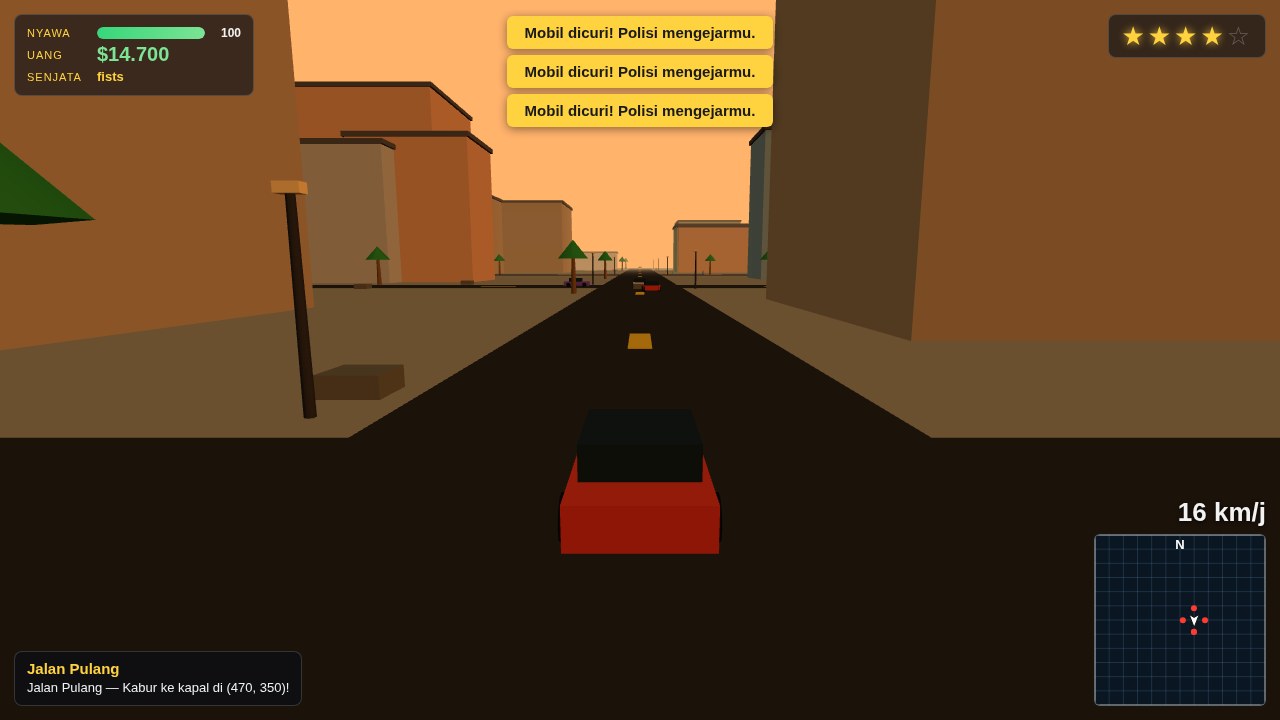 NYAWA 100
UANG $14.700
SENJATA fists
Mobil dicuri! Polisi mengejarmu.
Mobil dicuri! Polisi mengejarmu.
Mobil dicuri! Polisi mengejarmu.
16 km/j
N
Jalan Pulang
Jalan Pulang — Kabur ke kapal di (470, 350)!